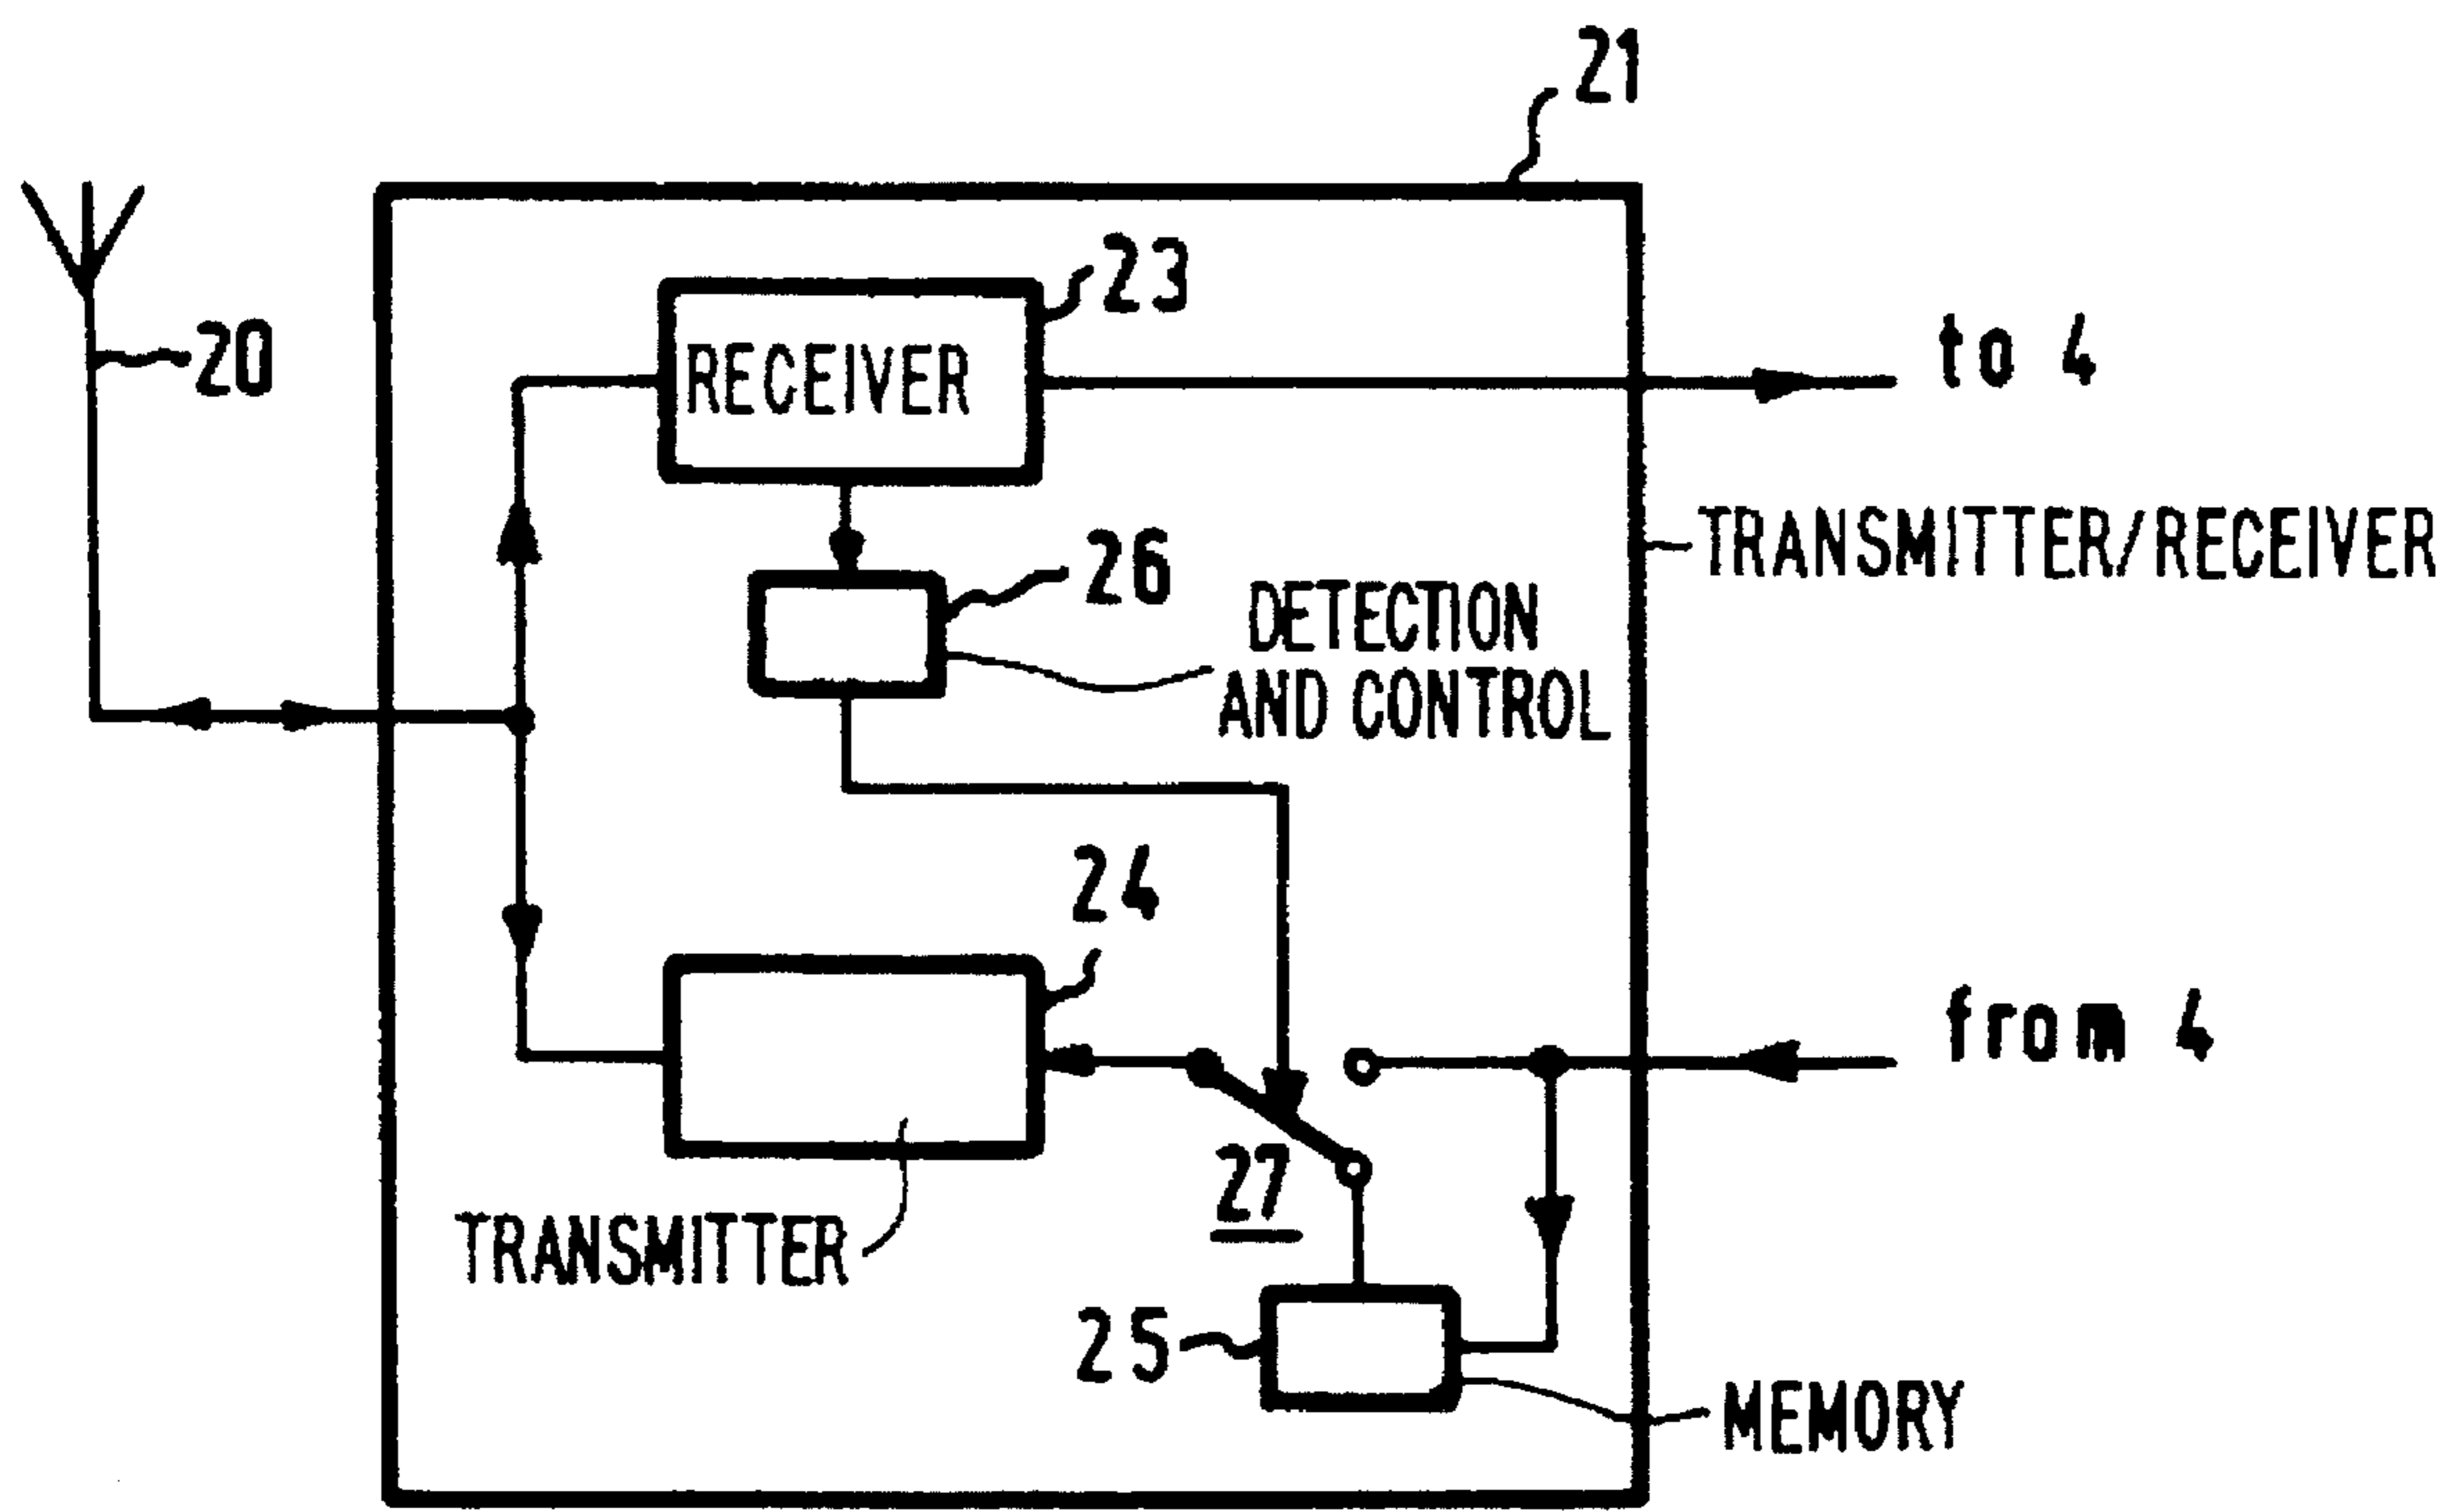 21
23
RECEIVER
20
to 4
TRANSMITTER/RECEIVER
26
DETECTION
AND CONTROL
24
from 4
27
TRANSMITTER
25
MEMORY